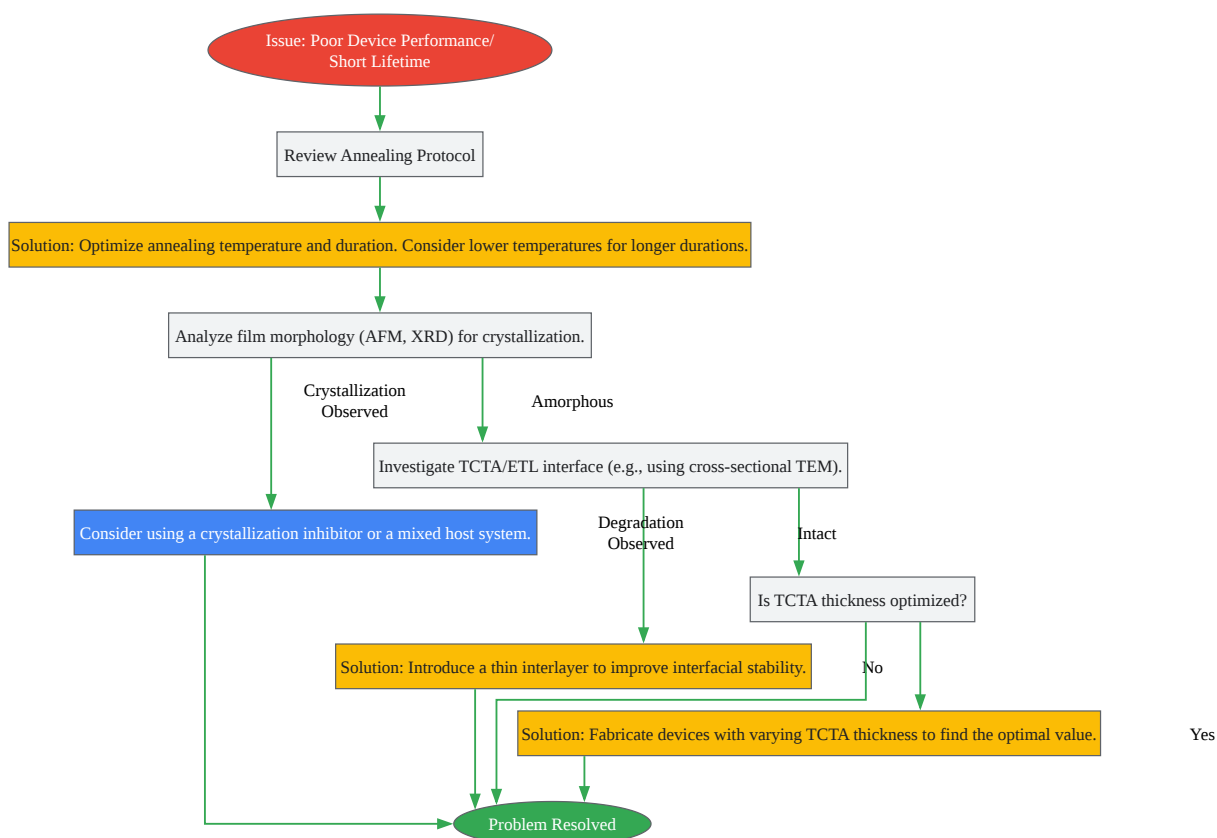 Issue: Poor Device Performance/
Short Lifetime
Review Annealing Protocol
Solution: Optimize annealing temperature and duration. Consider lower temperatures for longer durations.
Analyze film morphology (AFM, XRD) for crystallization.
Crystallization
Observed
Amorphous
Investigate TCTA/ETL interface (e.g., using cross-sectional TEM).
Consider using a crystallization inhibitor or a mixed host system.
Degradation
Observed
Intact
Is TCTA thickness optimized?
Solution: Introduce a thin interlayer to improve interfacial stability.
No
Solution: Fabricate devices with varying TCTA thickness to find the optimal value.
Yes
Problem Resolved